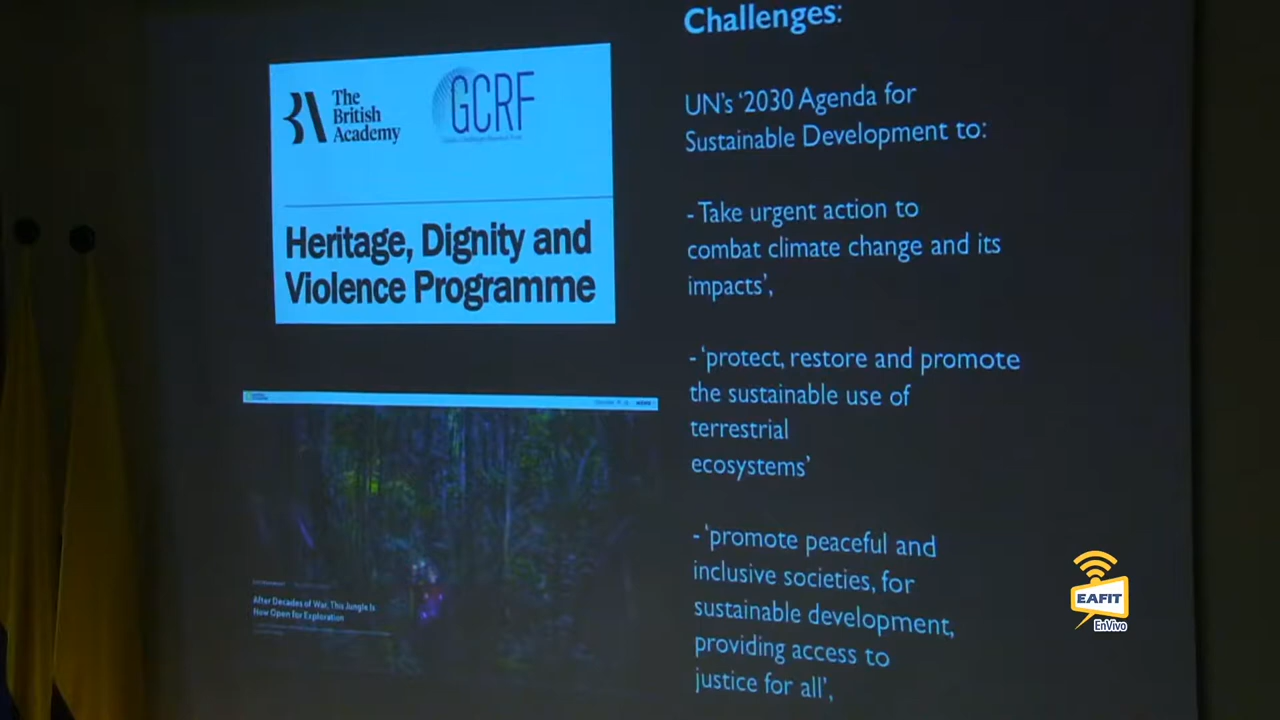 The
British
Academy
GCRF
Heritage, Dignity and
Violence Programme
After Decades of War, This Jungle Is
Now Open for Exploration
Challenges:
UN's '2030 Agenda for
Sustainable Development to:
- Take urgent action to
combat climate change and its
impacts',
- 'protect, restore and promote
the sustainable use of
terrestrial
ecosystems'
- 'promote peaceful and
inclusive societies, for
sustainable development,
providing access to
justice for all',
EAFIT
EnVivo